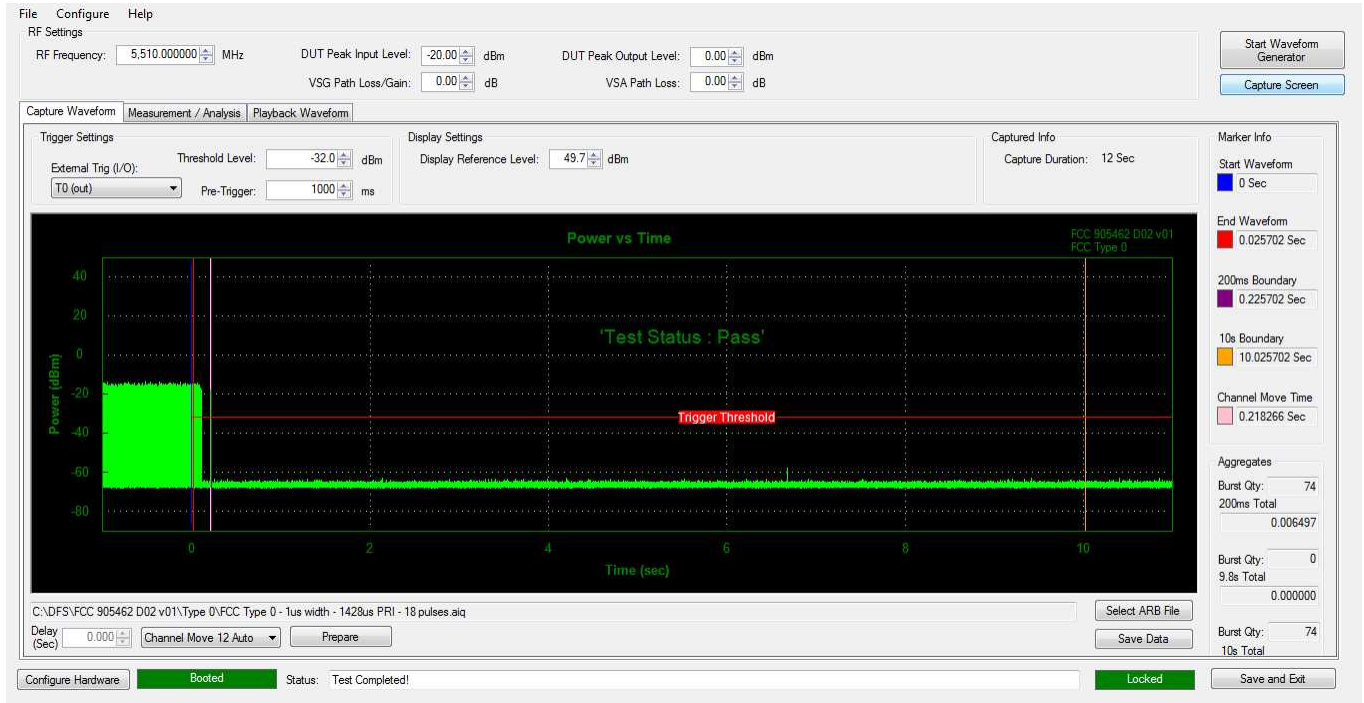 File Configure Help
RF Settings
RF Frequency: 5,510.000000 MHz DUT Peak Input Level: -20.00 dBm DUT Peak Output Level: 0.00 dBm
VSG Path Loss/Gain: 0.00 dB VSA Path Loss: 0.00 dB
Start Waveform
Generator
Capture Screen
Capture Waveform Measurement / Analysis Playback Waveform
Trigger Settings
External Trig (I/O):
T0 (out)
Threshold Level: -32.0 dBm
Pre-Trigger: 1000 ms
Display Settings
Display Reference Level: 49.7 dBm
Captured Info
Capture Duration: 12 Sec
Marker Info
Start Waveform
0 Sec
End Waveform
0.025702 Sec
200ms Boundary
0.225702 Sec
10s Boundary
10.025702 Sec
Channel Move Time
0.218266 Sec
Aggregates
Burst Qty: 74
200ms Total
0.006497
Burst Qty: 0
9.8s Total
0.000000
Burst Qty: 74
10s Total
Power vs Time
FCC 905462 D02 v01
FCC Type 0
'Test Status : Pass'
Trigger Threshold
Power (dBm)
40
20
0
-20
-40
-60
-80
0 2 4 6 8 10
Time (sec)
C:\DFS\FCC 905462 D02 v01\Type 0\FCC Type 0 - 1us width - 1428us PRI - 18 pulses.aiq
Select ARB File
Delay
(Sec)
0.000 Channel Move 12 Auto Prepare
Save Data
Configure Hardware Booted Status: Test Completed! Locked Save and Exit